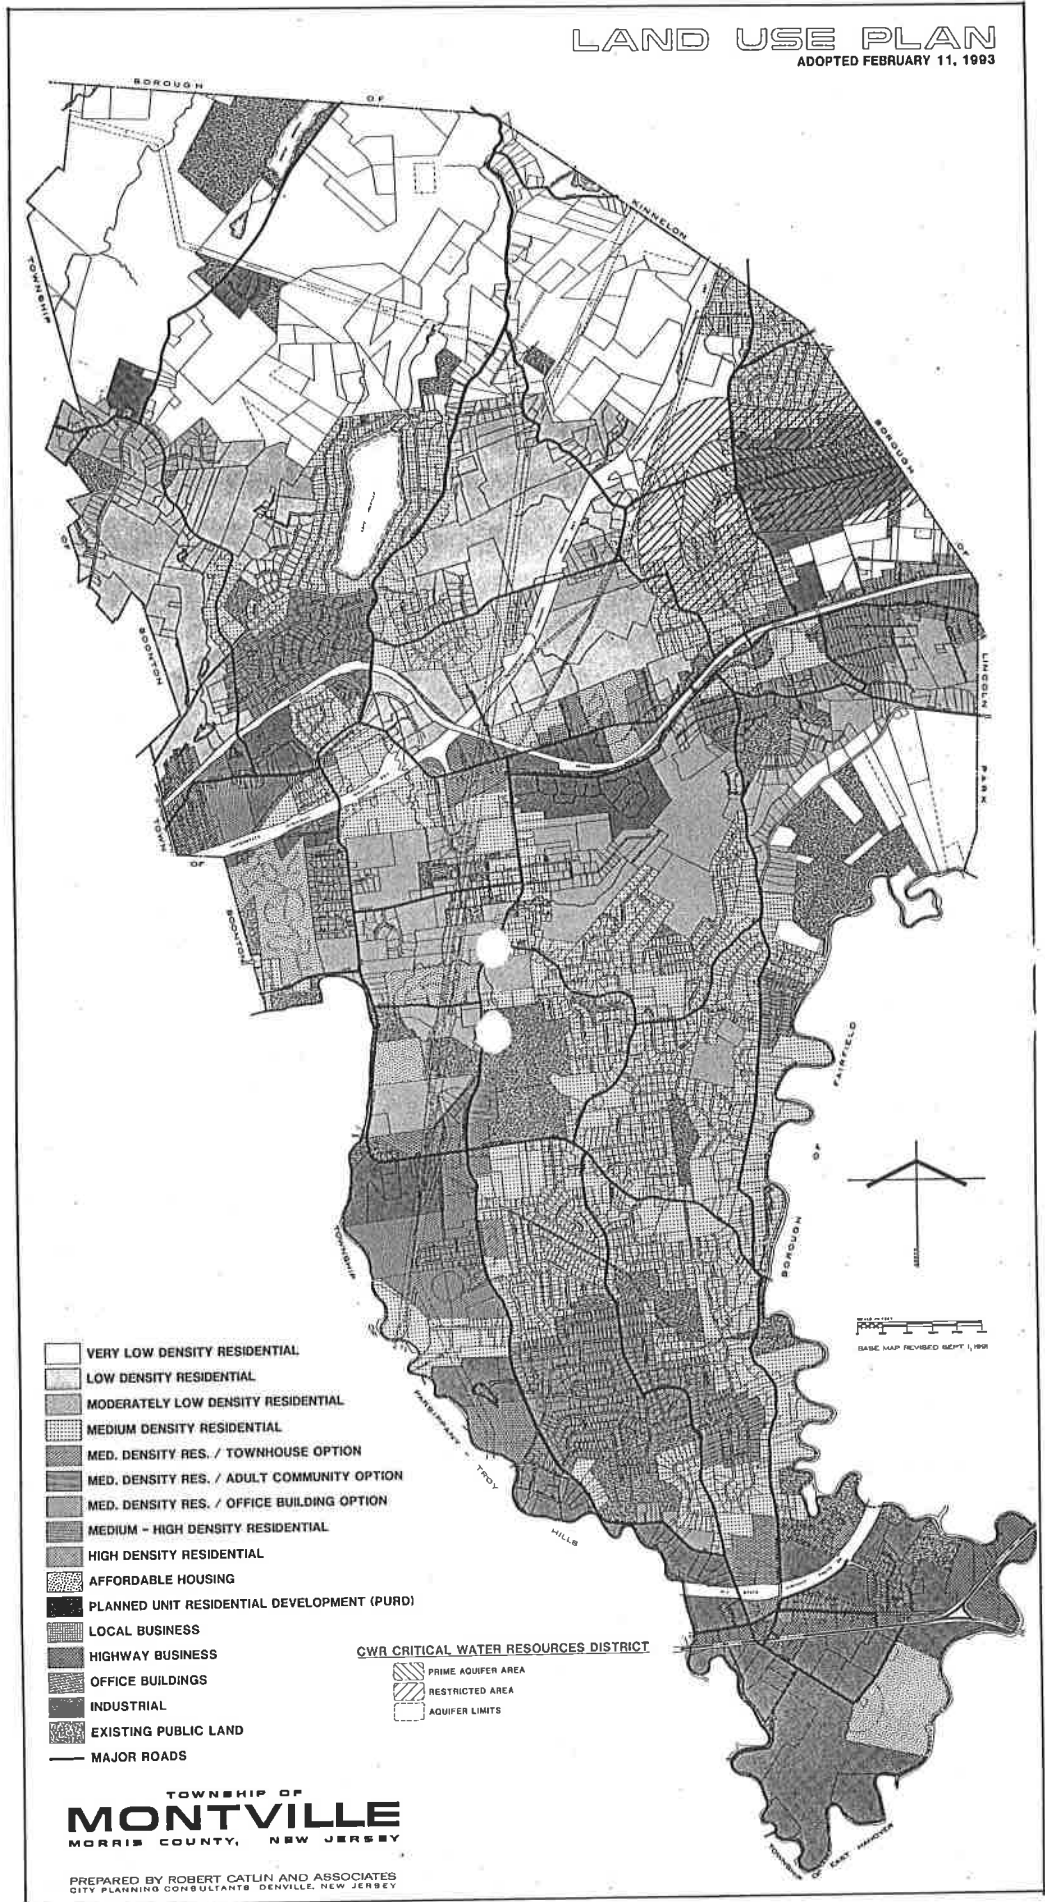 LAND USE PLAN
ADOPTED FEBRUARY 11, 1993
BOROUGH
OF
KINNELON
TOWNSHIP
BOROUGH
OF
OF
BOONTON
LINCOLN
PARK
TOWN
OF
BOONTON
FAIRFIELD
OF
BOROUGH
TOWNSHIP
PARSIPPANY - TROY
HILLS
BASE MAP REVISED SEPT 1, 1991
VERY LOW DENSITY RESIDENTIAL
LOW DENSITY RESIDENTIAL
MODERATELY LOW DENSITY RESIDENTIAL
MEDIUM DENSITY RESIDENTIAL
MED. DENSITY RES. / TOWNHOUSE OPTION
MED. DENSITY RES. / ADULT COMMUNITY OPTION
MED. DENSITY RES. / OFFICE BUILDING OPTION
MEDIUM - HIGH DENSITY RESIDENTIAL
HIGH DENSITY RESIDENTIAL
AFFORDABLE HOUSING
PLANNED UNIT RESIDENTIAL DEVELOPMENT (PURD)
LOCAL BUSINESS
HIGHWAY BUSINESS
OFFICE BUILDINGS
INDUSTRIAL
EXISTING PUBLIC LAND
MAJOR ROADS
CWR CRITICAL WATER RESOURCES DISTRICT
PRIME AQUIFER AREA
RESTRICTED AREA
AQUIFER LIMITS
TOWNSHIP OF
MONTVILLE
MORRIS COUNTY, NEW JERSEY
PREPARED BY ROBERT CATLIN AND ASSOCIATES
CITY PLANNING CONSULTANTS DENVILLE, NEW JERSEY
TOWNSHIP OF EAST HANOVER